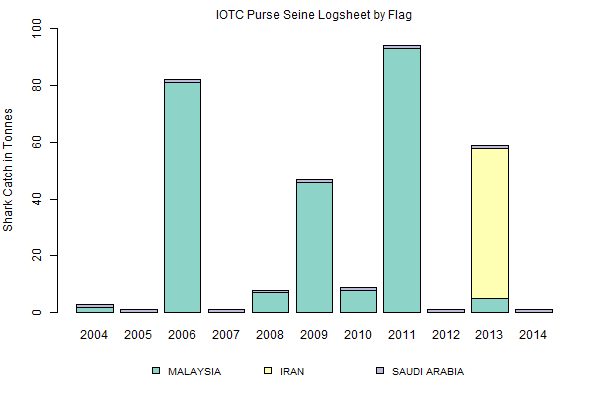 IOTC Purse Seine Logsheet by Flag
Shark Catch in Tonnes
100
80
60
40
20
0
2004 2005 2006 2007 2008 2009 2010 2011 2012 2013 2014
MALAYSIA IRAN SAUDI ARABIA